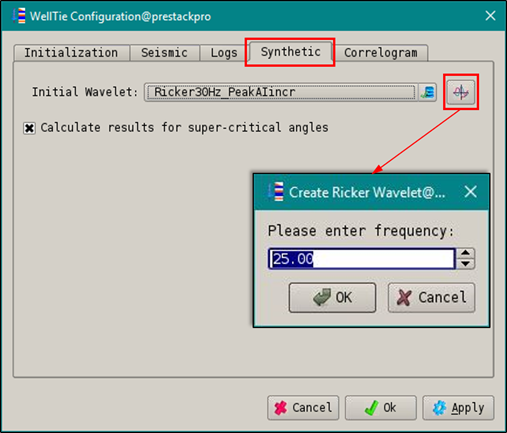 WellTie Configuration@prestackpro
Initialization Seismic Logs Synthetic Correlogram
Initial Wavelet: Ricker30Hz_PeakAIincr
Calculate results for super-critical angles
Create Ricker Wavelet@...
Please enter frequency:
25.00
OK Cancel
Cancel Ok Apply